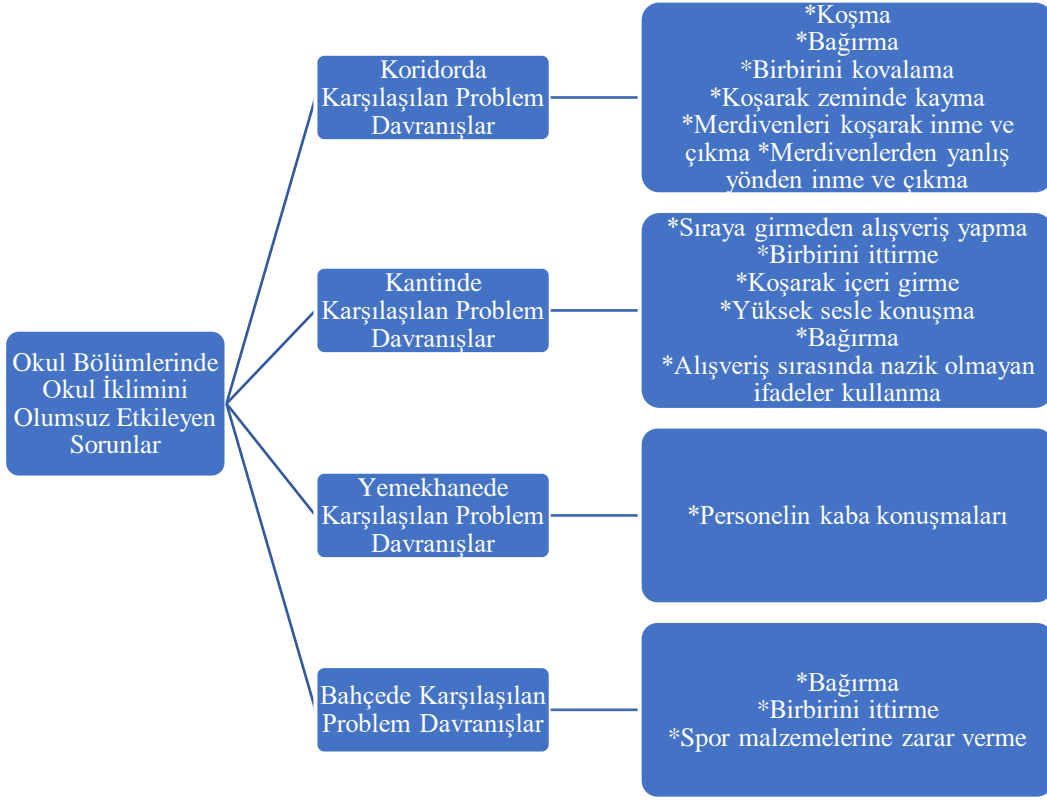 Okul Bölümlerinde
Okul İklimini
Olumsuz Etkileyen
Sorunlar
Koridorda
Karşılaşılan Problem
Davranışlar
*Koşma
*Bağırma
*Birbirini kovalama
*Koşarak zeminde kayma
*Merdivenleri koşarak inme ve
çıkma *Merdivenlerden yanlış
yönden inme ve çıkma
Kantinde
Karşılaşılan Problem
Davranışlar
*Sıraya girmeden alışveriş yapma
*Birbirini ittirme
*Koşarak içeri girme
*Yüksek sesle konuşma
*Bağırma
*Alışveriş sırasında nazik olmayan
ifadeler kullanma
Yemekhanede
Karşılaşılan Problem
Davranışlar
*Personelin kaba konuşmaları
Bahçede Karşılaşılan
Problem Davranışlar
*Bağırma
*Birbirini ittirme
*Spor malzemelerine zarar verme